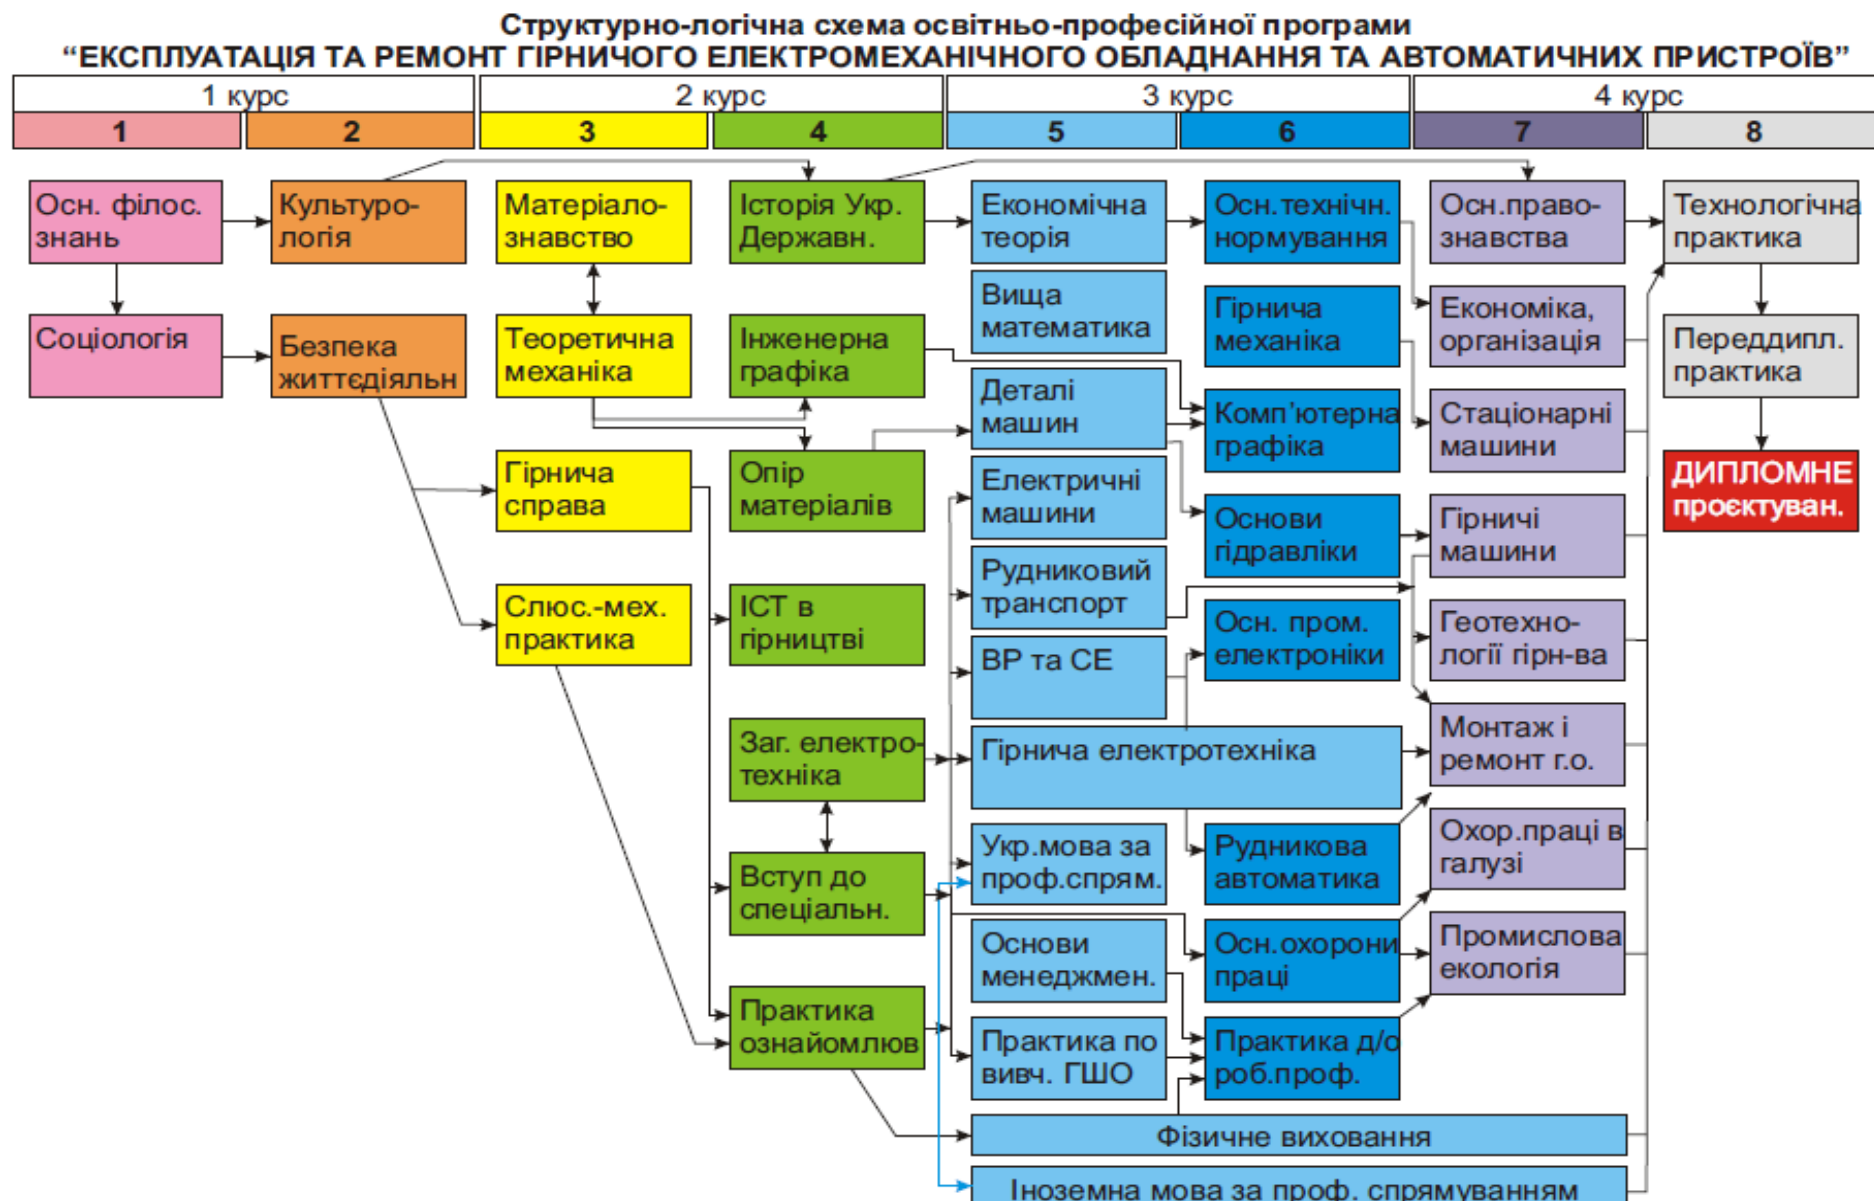 Структурно-логічна схема освітньо-професійної програми
“ЕКСПЛУАТАЦІЯ ТА РЕМОНТ ГІРНИЧОГО ЕЛЕКТРОМЕХАНІЧНОГО ОБЛАДНАННЯ ТА АВТОМАТИЧНИХ ПРИСТРОЇВ”
1 курс
2 курс
3 курс
4 курс
1
2
3
4
5
6
7
8
Осн. філос.
знань
Соціологія
Культуро-
логія
Безпека
життєдіяльн
Матеріало-
знавство
Теоретична
механіка
Гірнича
справа
Слюс.-мех.
практика
Історія Укр.
Державн.
Інженерна
графіка
Опір
матеріалів
ІСТ в
гірництві
Заг. електро-
техніка
Вступ до
спеціальн.
Практика
ознайомлюв
Економічна
теорія
Вища
математика
Деталі
машин
Електричні
машини
Рудниковий
транспорт
ВР та СЕ
Гірнича електротехніка
Укр.мова за
проф.спрям.
Основи
менеджмен.
Практика по
вивч. ГШО
Фізичне виховання
Іноземна мова за проф. спрямуванням
Осн.технічн.
нормування
Гірнича
механіка
Комп’ютерна
графіка
Основи
гідравліки
Осн. пром.
електроніки
Рудникова
автоматика
Осн.охорони
праці
Практика д/о
роб.проф.
Осн.право-
знавства
Економіка,
організація
Стаціонарні
машини
Гірничі
машини
Геотехно-
логії гірн-ва
Монтаж і
ремонт г.о.
Охор.праці в
галузі
Промислова
екологія
Технологічна
практика
Переддипл.
практика
ДИПЛОМНЕ
проєктуван.